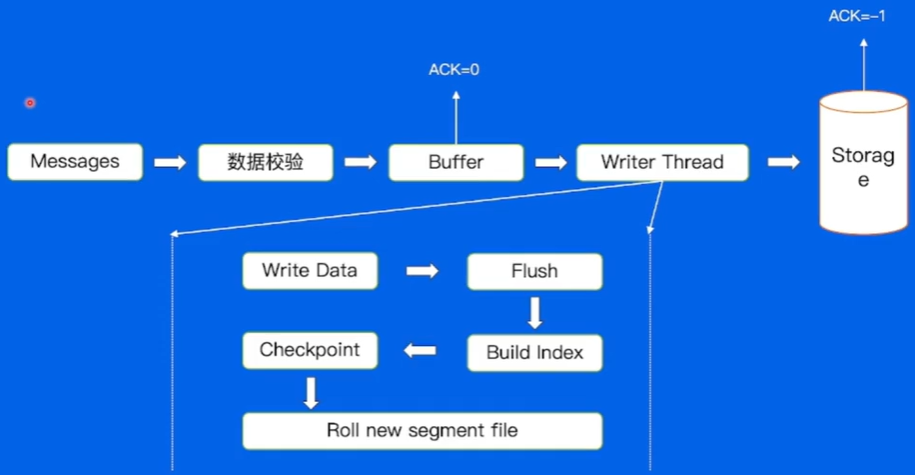 ACK=–1
ACK=0
Messages
数据校验
Buffer
Writer Thread
Storag
e
Write Data
Flush
Checkpoint
Build Index
Roll new segment file